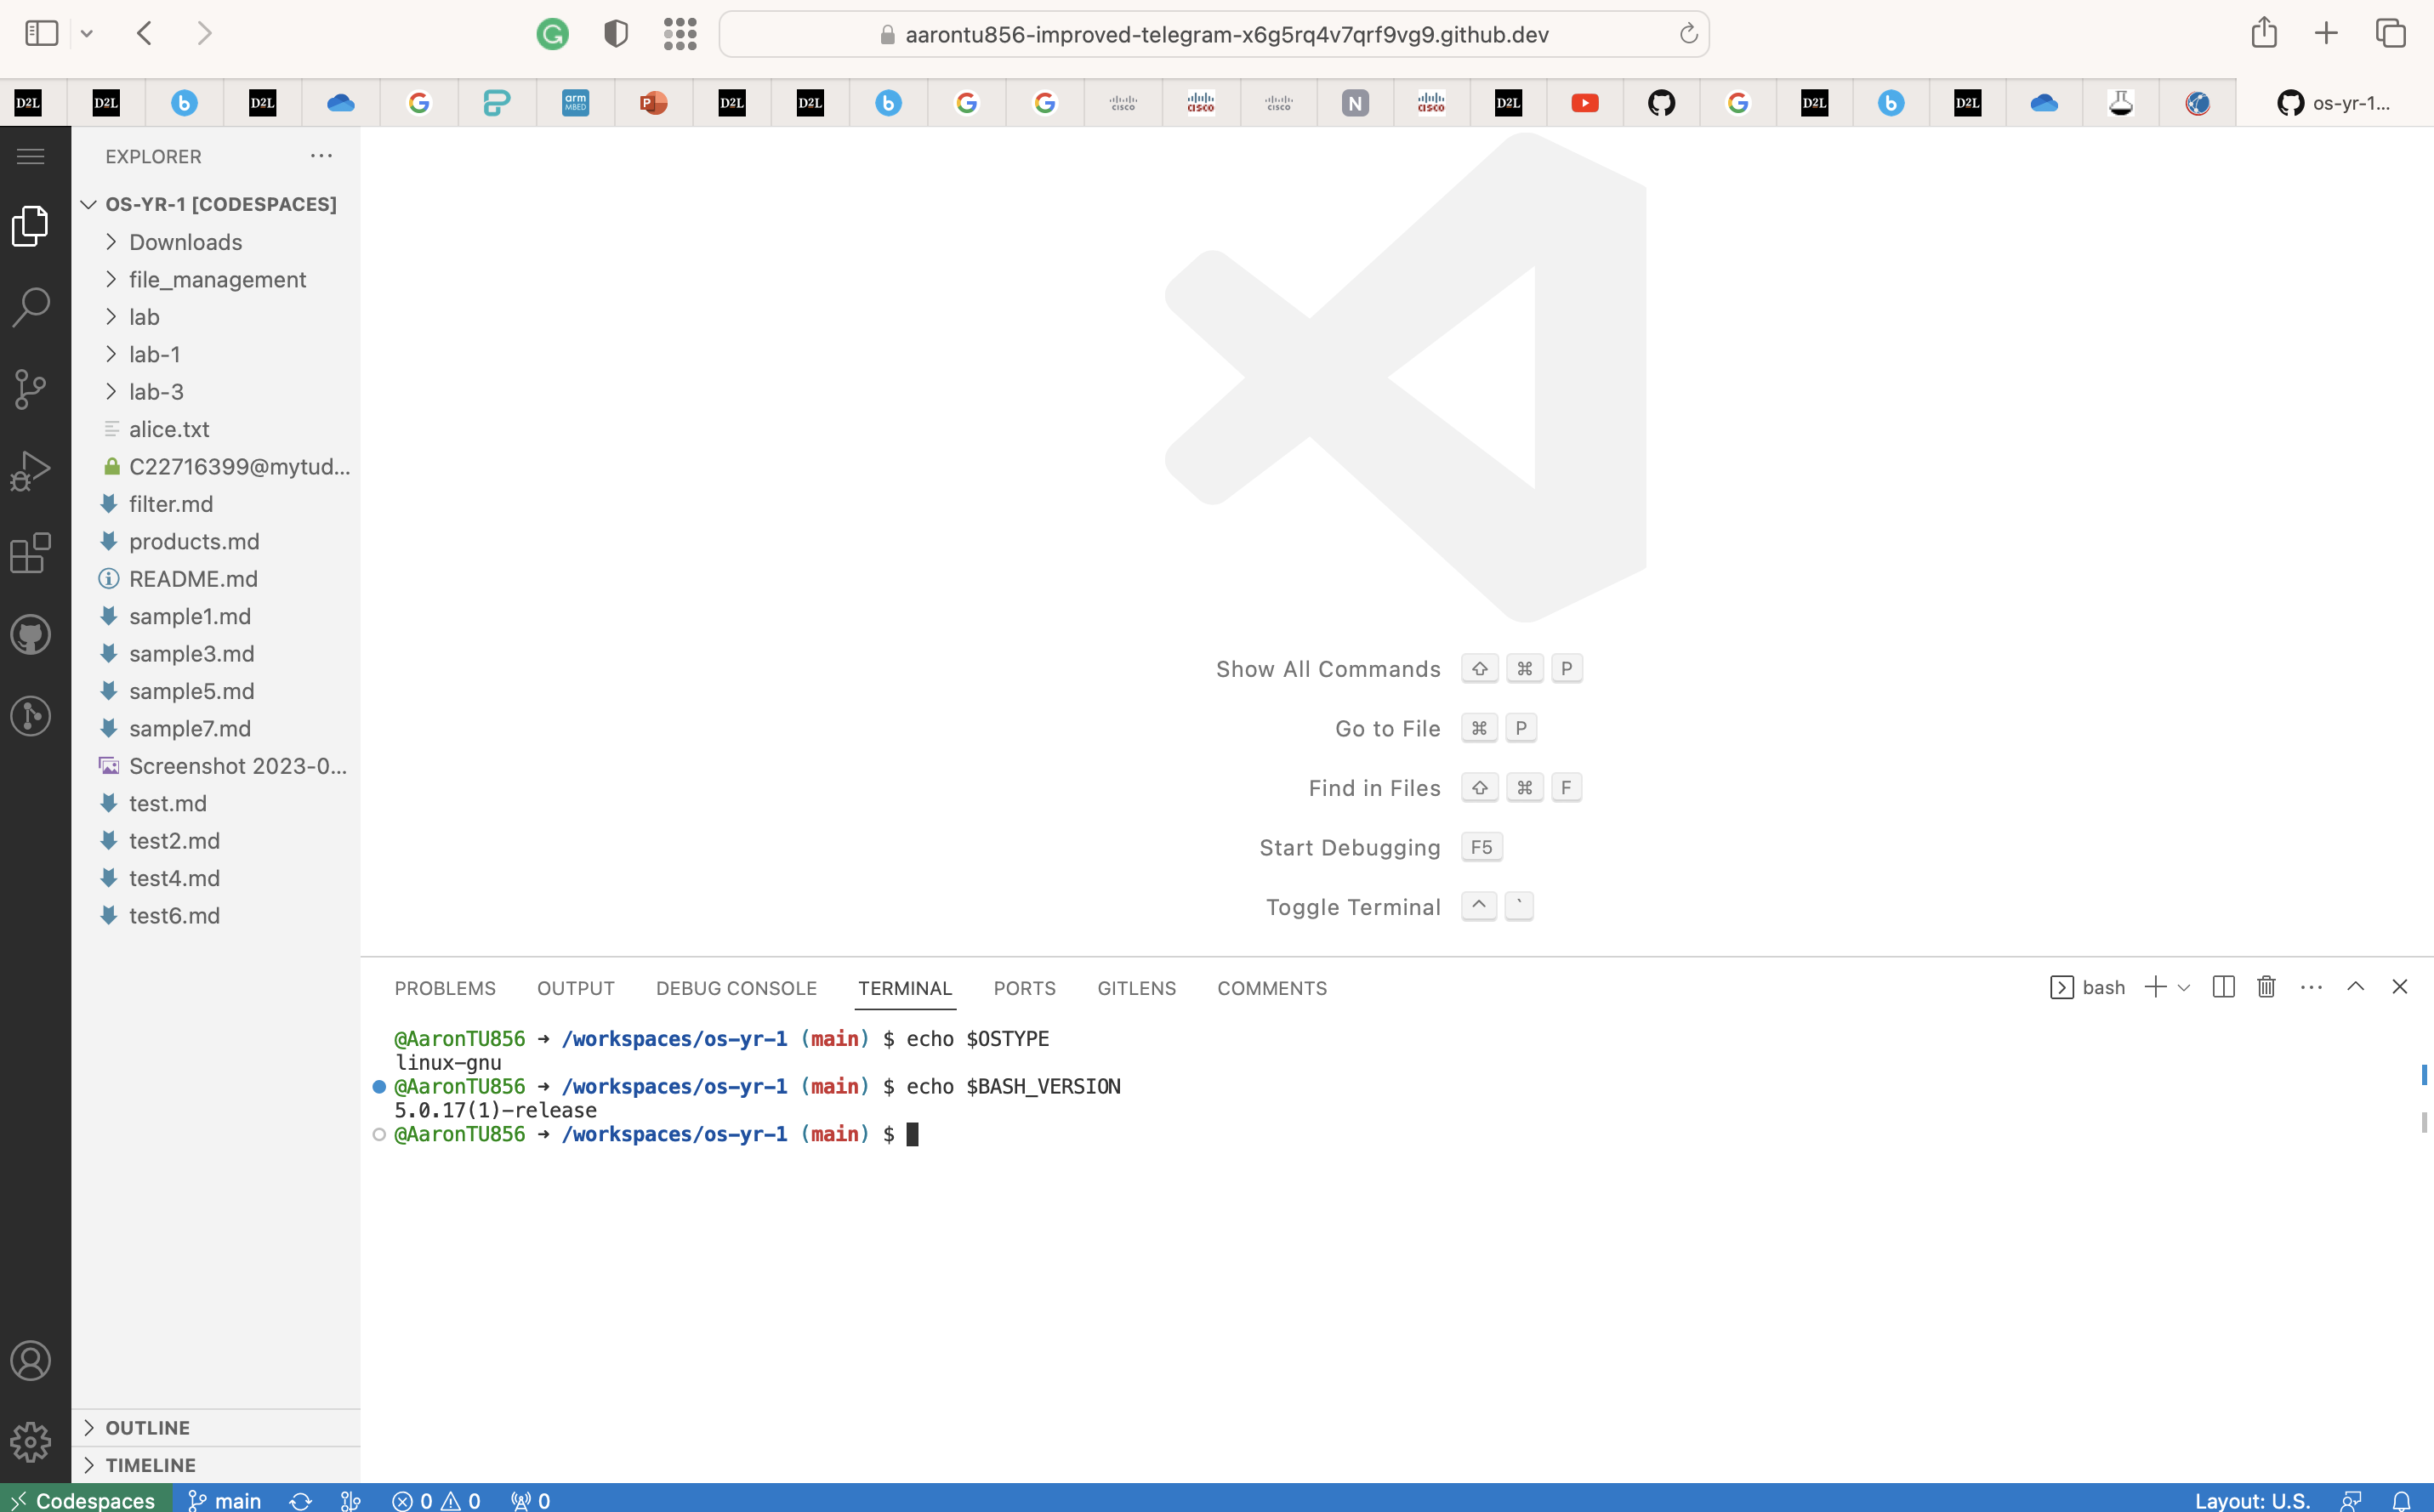 aarontu856-improved-telegram-x6g5rq4v7qrf9vg9.github.dev
D2L D2L b D2L G P arm MBED P D2L D2L b G G cisco cisco cisco N cisco D2L G D2L b D2L os-yr-1...
EXPLORER
OS-YR-1 [CODESPACES]
Downloads
file_management
lab
lab-1
lab-3
alice.txt
C22716399@mytud...
filter.md
products.md
README.md
sample1.md
sample3.md
sample5.md
sample7.md
Screenshot 2023-0...
test.md
test2.md
test4.md
test6.md
OUTLINE
TIMELINE
Show All Commands ⇧ ⌘ P
Go to File ⌘ P
Find in Files ⇧ ⌘ F
Start Debugging F5
Toggle Terminal ^ `
PROBLEMS OUTPUT DEBUG CONSOLE TERMINAL PORTS GITLENS COMMENTS bash
@AaronTU856 → /workspaces/os-yr-1 (main) $ echo $OSTYPE
linux-gnu
@AaronTU856 → /workspaces/os-yr-1 (main) $ echo $BASH_VERSION
5.0.17(1)-release
@AaronTU856 → /workspaces/os-yr-1 (main) $
Codespaces main 0 0 0 Layout: U.S.